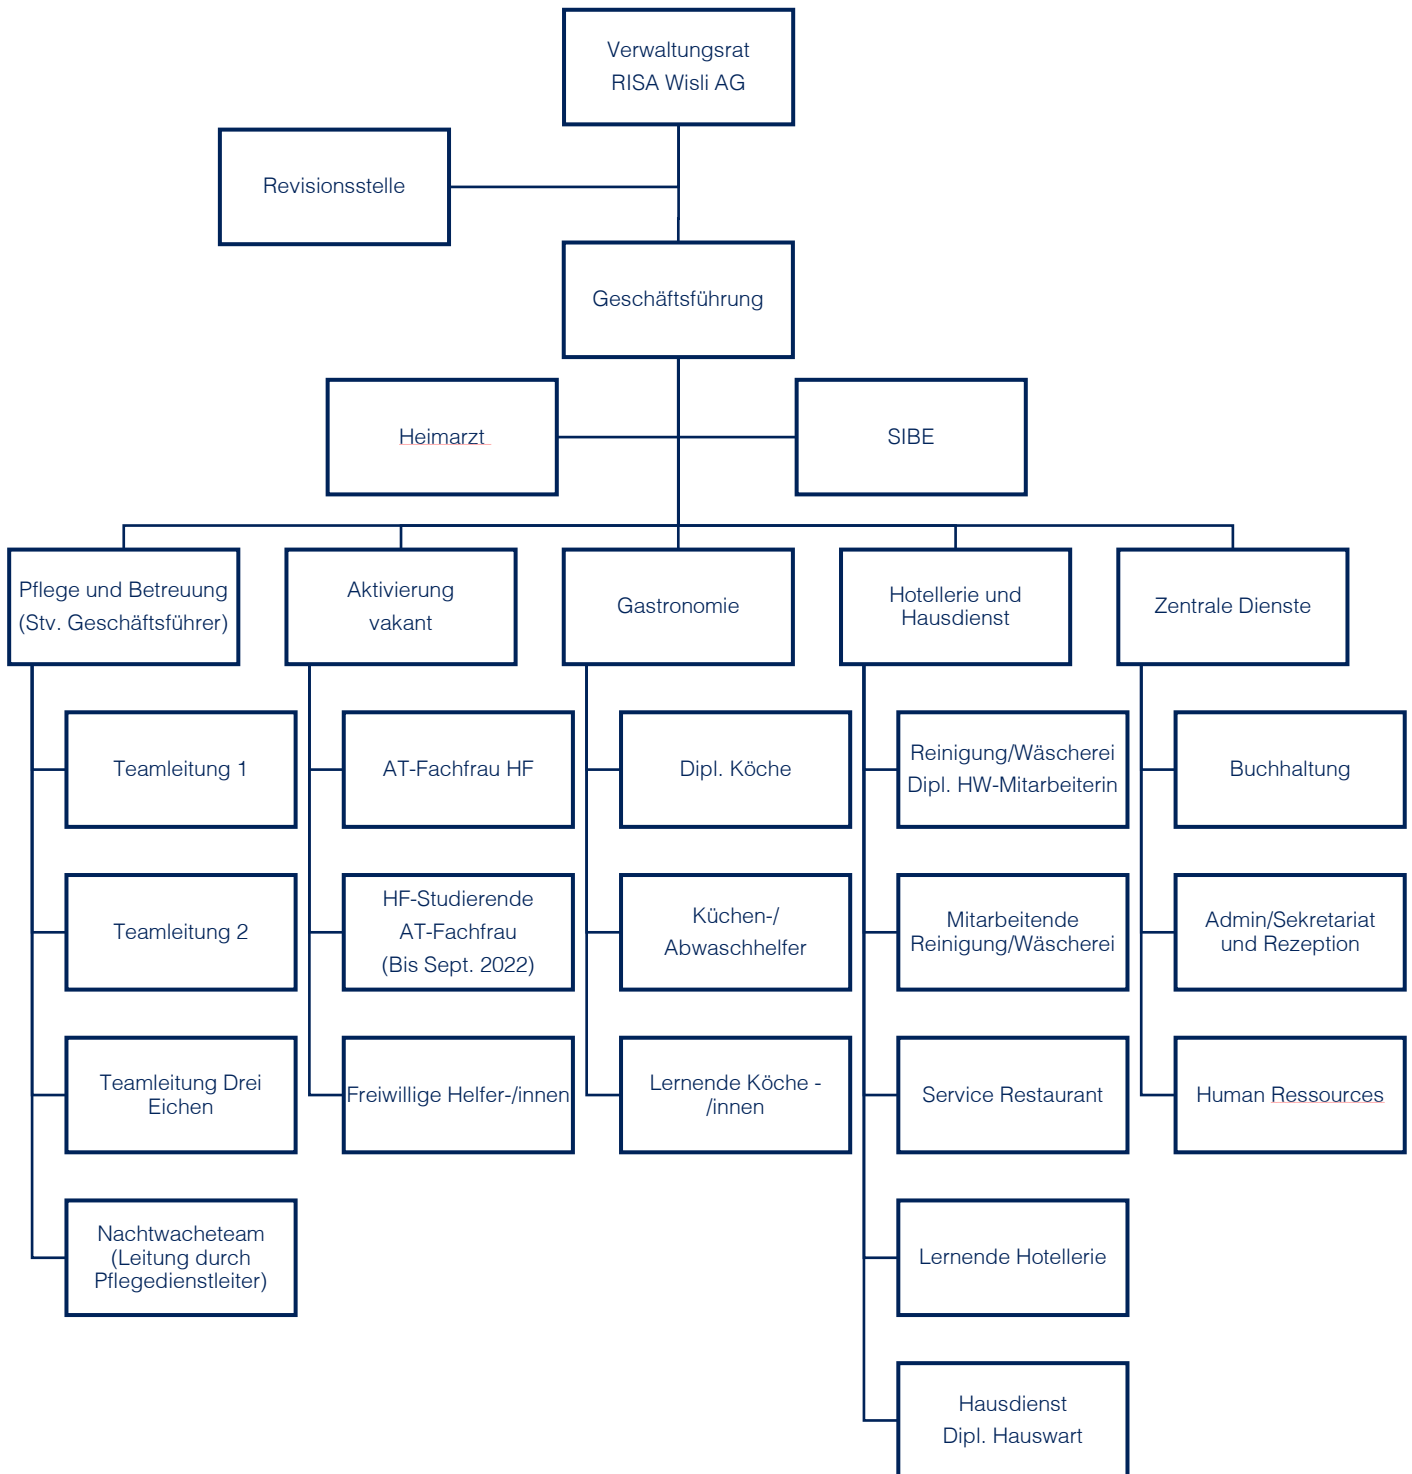 Verwaltungsrat
RISA Wisli AG
Revisionsstelle
Geschäftsführung
Heimarzt
SIBE
Pflege und Betreuung
(Stv. Geschäftsführer)
Aktivierung
vakant
Gastronomie
Hotellerie und
Hausdienst
Zentrale Dienste
Teamleitung 1
AT-Fachfrau HF
Dipl. Köche
Reinigung/Wäscherei
Dipl. HW-Mitarbeiterin
Buchhaltung
Teamleitung 2
HF-Studierende
AT-Fachfrau
(Bis Sept. 2022)
Küchen-/
Abwaschhelfer
Mitarbeitende
Reinigung/Wäscherei
Admin/Sekretariat
und Rezeption
Teamleitung Drei
Eichen
Freiwillige Helfer-/innen
Lernende Köche -
/innen
Service Restaurant
Human Ressources
Nachtwacheteam
(Leitung durch
Pflegedienstleiter)
Lernende Hotellerie
Hausdienst
Dipl. Hauswart